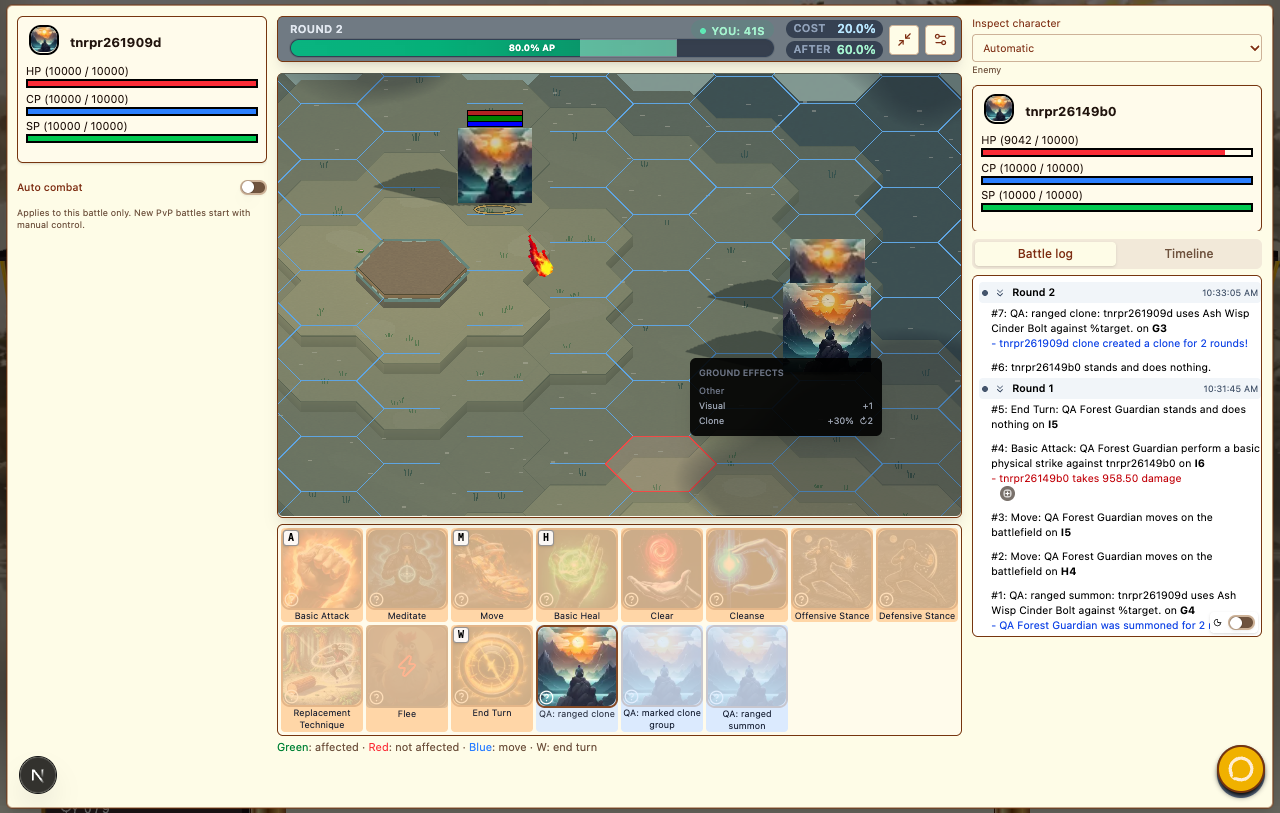 tnrpr261909d
HP (10000 / 10000)
CP (10000 / 10000)
SP (10000 / 10000)
Auto combat
Applies to this battle only. New PvP battles start with
manual control.
ROUND 2
YOU: 41S
80.0% AP
COST 20.0%
AFTER 60.0%
GROUND EFFECTS
Other
Visual +1
Clone +30% 2
A
Basic Attack
Meditate
M
Move
H
Basic Heal
Clear
Cleanse
Offensive Stance
Defensive Stance
Replacement
Technique
Flee
W
End Turn
QA: ranged clone
QA: marked clone
group
QA: ranged
summon
Green: affected · Red: not affected · Blue: move · W: end turn
Inspect character
Automatic
Enemy
tnrpr26149b0
HP (9042 / 10000)
CP (10000 / 10000)
SP (10000 / 10000)
Battle log
Timeline
Round 2 10:33:05 AM
#7: QA: ranged clone: tnrpr261909d uses Ash Wisp
Cinder Bolt against %target. on G3
- tnrpr261909d clone created a clone for 2 rounds!
#6: tnrpr26149b0 stands and does nothing.
Round 1 10:31:45 AM
#5: End Turn: QA Forest Guardian stands and does
nothing on I5
#4: Basic Attack: QA Forest Guardian perform a basic
physical strike against tnrpr26149b0 on I6
- tnrpr26149b0 takes 958.50 damage
#3: Move: QA Forest Guardian moves on the
battlefield on I5
#2: Move: QA Forest Guardian moves on the
battlefield on H4
#1: QA: ranged summon: tnrpr261909d uses Ash
Wisp Cinder Bolt against %target. on G4
- QA Forest Guardian was summoned for 2
N